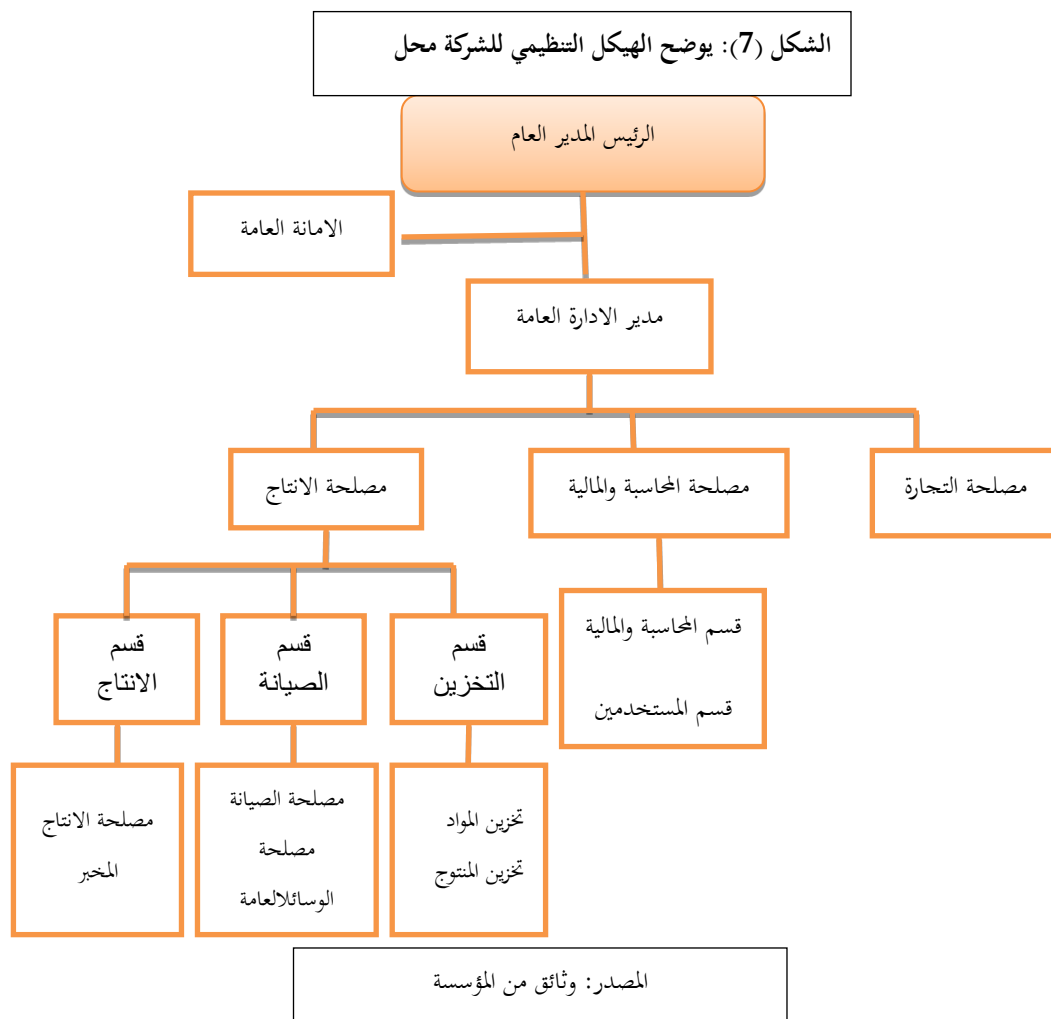 الشكل (7): يوضح الهيكل التنظيمي للشركة محل
الرئيس المدير العام
الامانة العامة
مدير الادارة العامة
مصلحة التجارة
مصلحة المحاسبة والمالية
مصلحة الانتاج
قسم المحاسبة والمالية
قسم المستخدمين
قسم
التخزين
قسم
الصيانة
قسم
الانتاج
تخزين المواد
تخزين المنتوج
مصلحة الصيانة
مصلحة
الوسائلالعامة
مصلحة الانتاج
المخبر
المصدر: وثائق من المؤسسة